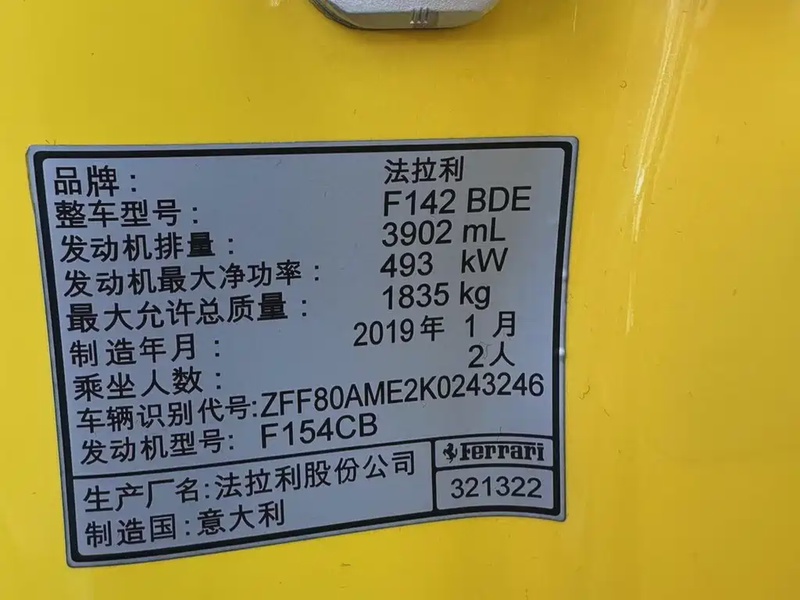 品牌： 法拉利
整车型号： F142 BDE
发动机排量： 3902 mL
发动机最大净功率： 493 kW
最大允许总质量： 1835 kg
制造年月： 2019年 1 月
乘坐人数： 2人
车辆识别代号:ZFF80AME2K0243246
发动机型号: F154CB
生产厂名:法拉利股份公司
制造国:意大利
Ferrari
321322